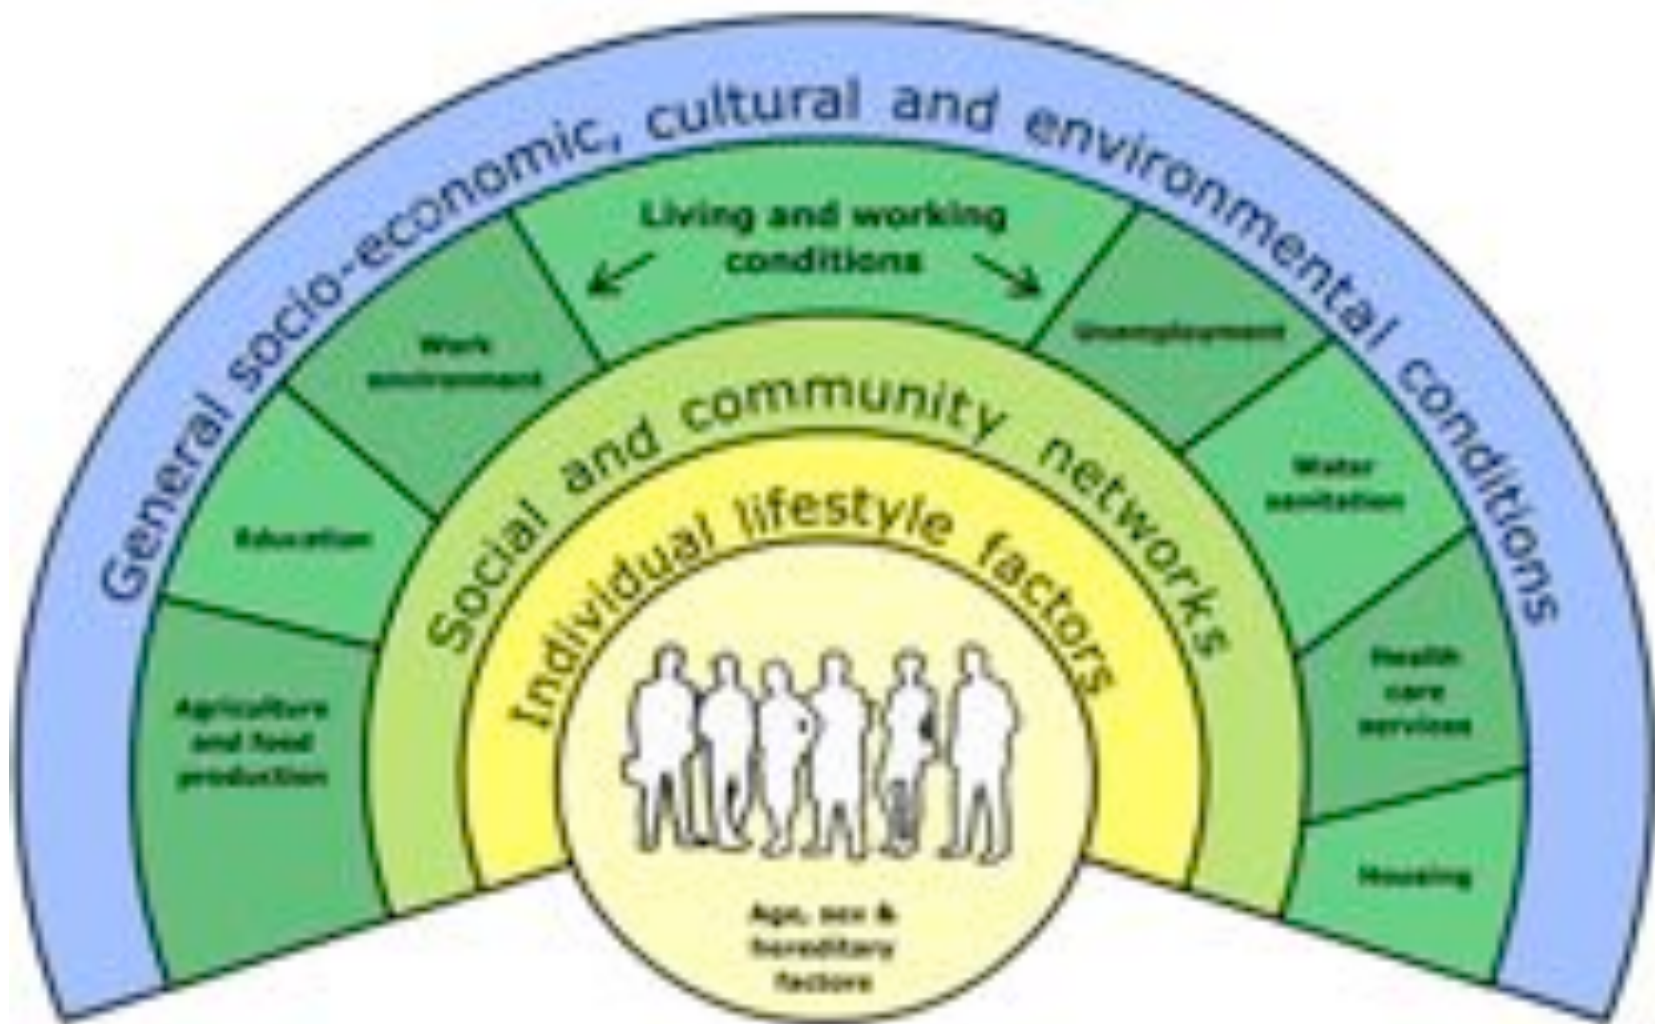 General socio-economic, cultural and environmental conditions
Living and working
conditions
Work
environment
Unemployment
Education
Water
sanitation
Agriculture
and food
production
Health
care
services
Housing
Social and community networks
Individual lifestyle factors
Age, sex &
hereditary
factors